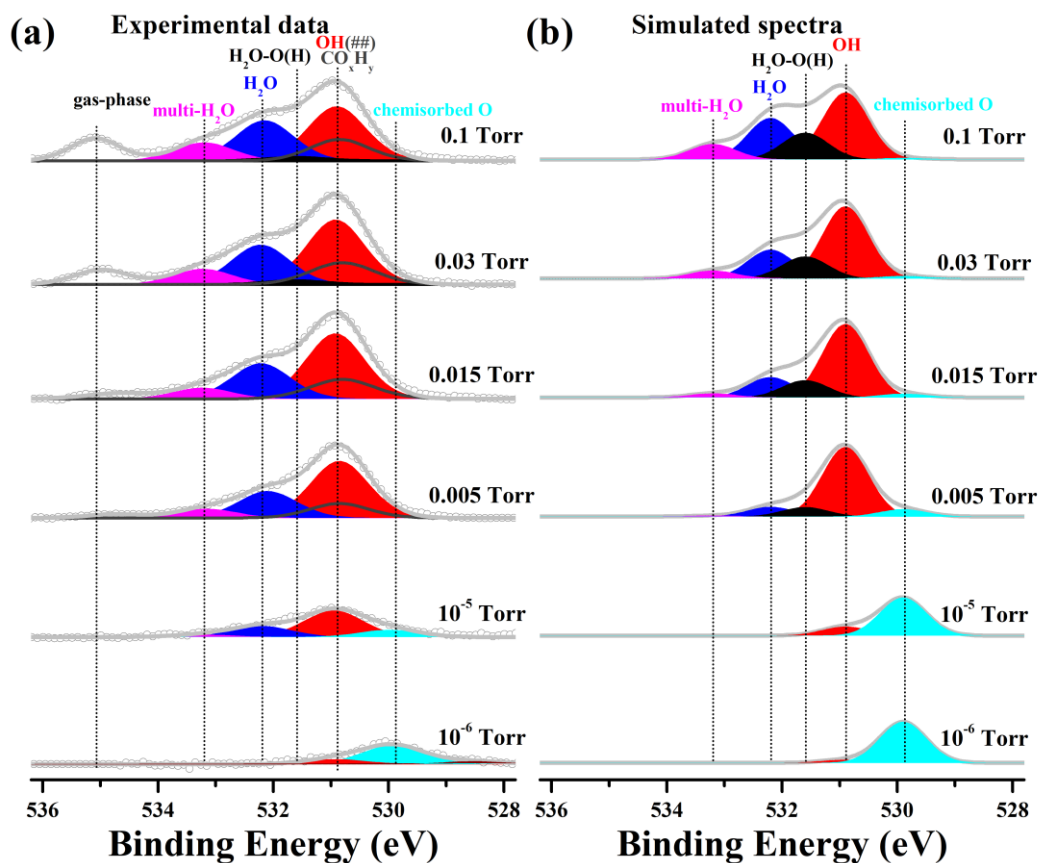 (a)
Experimental data
OH(##)
H₂O-O(H)
COₓHᵧ
H₂O
gas-phase
multi-H₂O
chemisorbed O
0.1 Torr
0.03 Torr
0.015 Torr
0.005 Torr
10⁻⁵ Torr
10⁻⁶ Torr
536
534
532
530
528
Binding Energy (eV)
(b)
Simulated spectra
OH
H₂O-O(H)
H₂O
multi-H₂O
chemisorbed O
0.1 Torr
0.03 Torr
0.015 Torr
0.005 Torr
10⁻⁵ Torr
10⁻⁶ Torr
536
534
532
530
528
Binding Energy (eV)